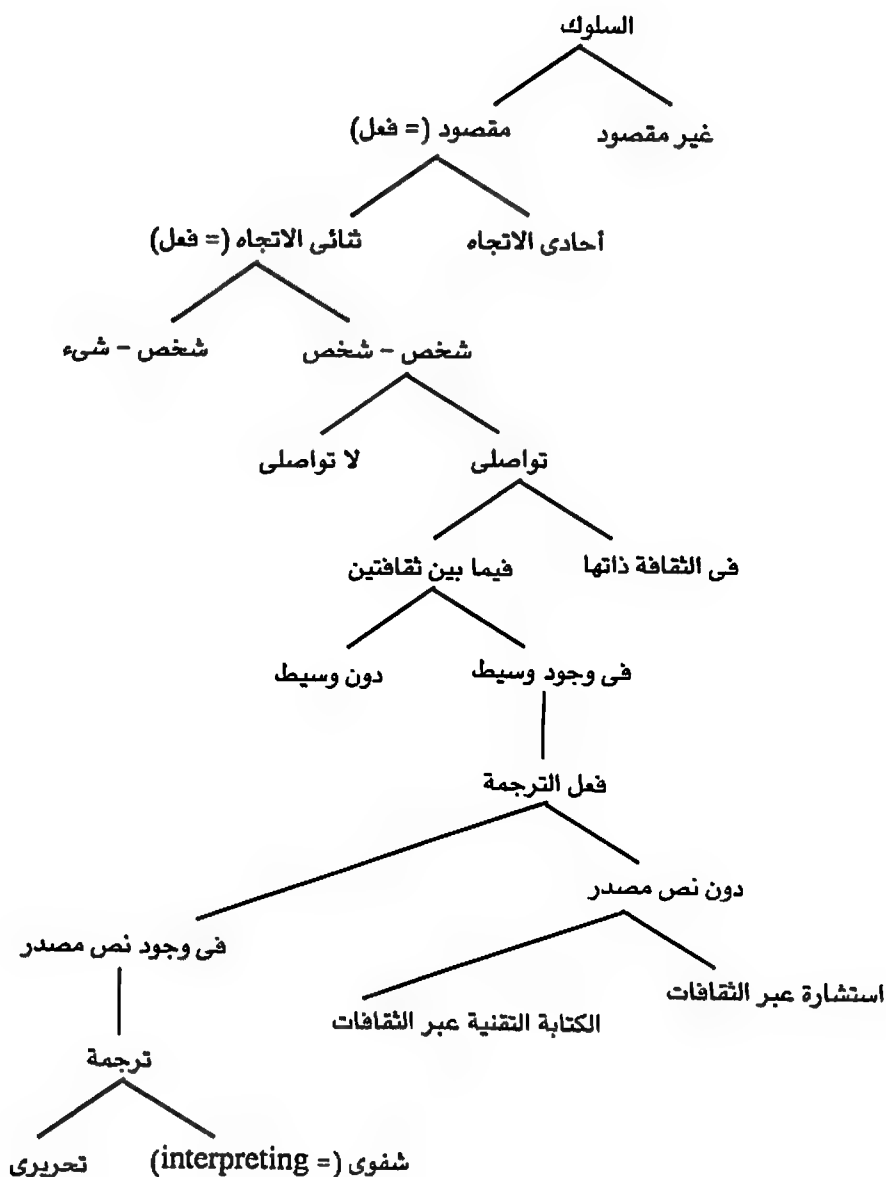 السلوك
غير مقصود
مقصود (= فعل)
أحادى الاتجاه
ثنائى الاتجاه (= فعل)
شخص – شخص
شخص – شىء
تواصلى
لا تواصلى
فى الثقافة ذاتها
فيما بين ثقافتين
فى وجود وسيط
دون وسيط
فعل الترجمة
دون نص مصدر
فى وجود نص مصدر
استشارة عبر الثقافات
الكتابة التقنية عبر الثقافات
ترجمة
شفوى (= interpreting)
تحريرى